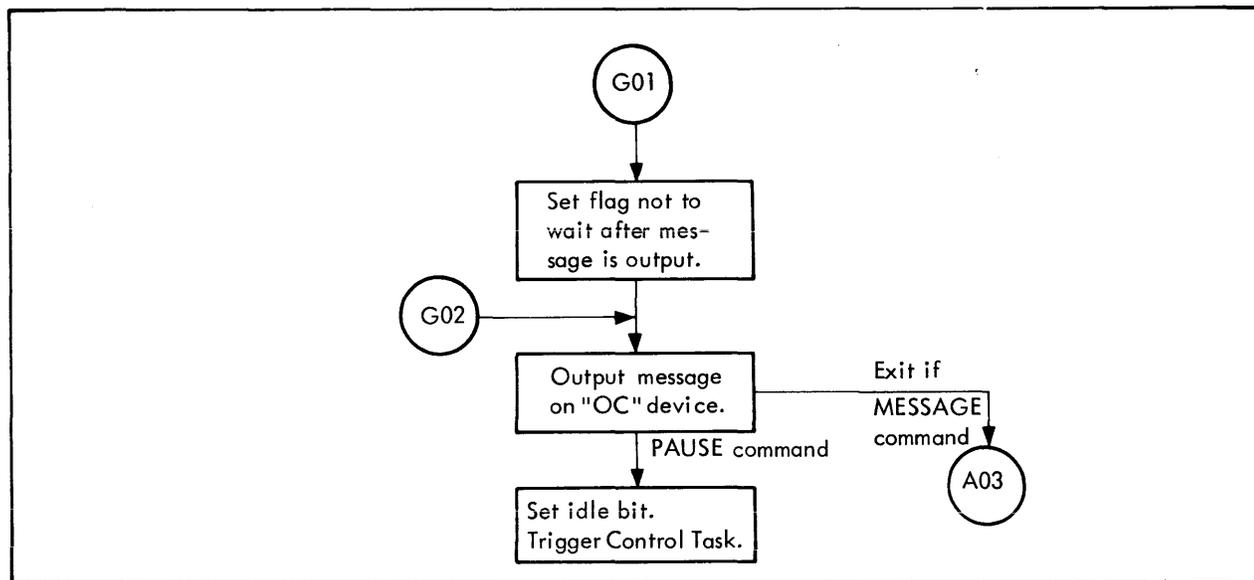 G01
Set flag not to
wait after mes-
sage is output.
G02
Output message
on "OC" device.
Exit if
MESSAGE
command
PAUSE command
A03
Set idle bit.
Trigger Control Task.